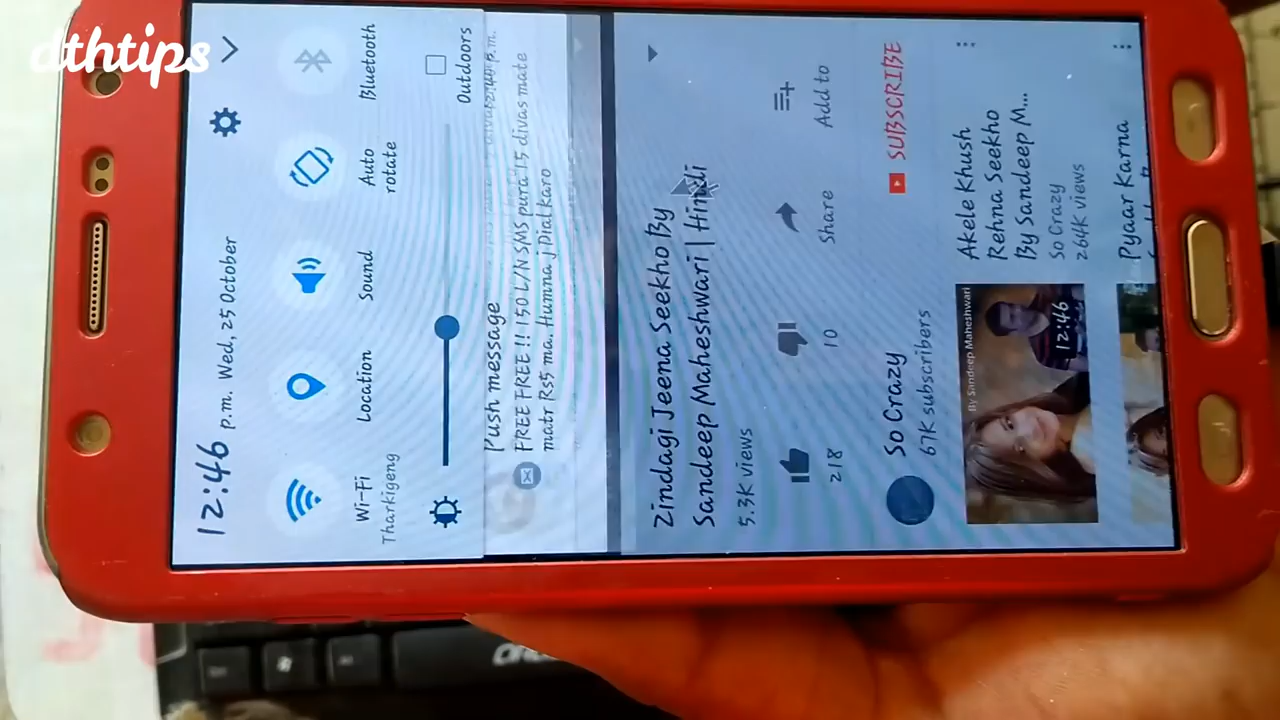 dthtips
12:46 p.m. Wed, 25 October
Wi-Fi
Tharkigeng
Location
Sound
Auto
rotate
Bluetooth
Outdoors
Push message
FREE FREE !! 150 L/N SMS pura 15 divas mate
matr Rs5 ma. Humna j Dial karo
Zindagi Jeena Seekho By
Sandeep Maheshwari | Hindi
5.3K views
218
10
Share
Add to
So Crazy
67K subscribers
SUBSCRIBE
By Sandeep Maheshwari
12:46
Akele Khush
Rehna Seekho
By Sandeep M...
So Crazy
264K views
Pyaar Karna